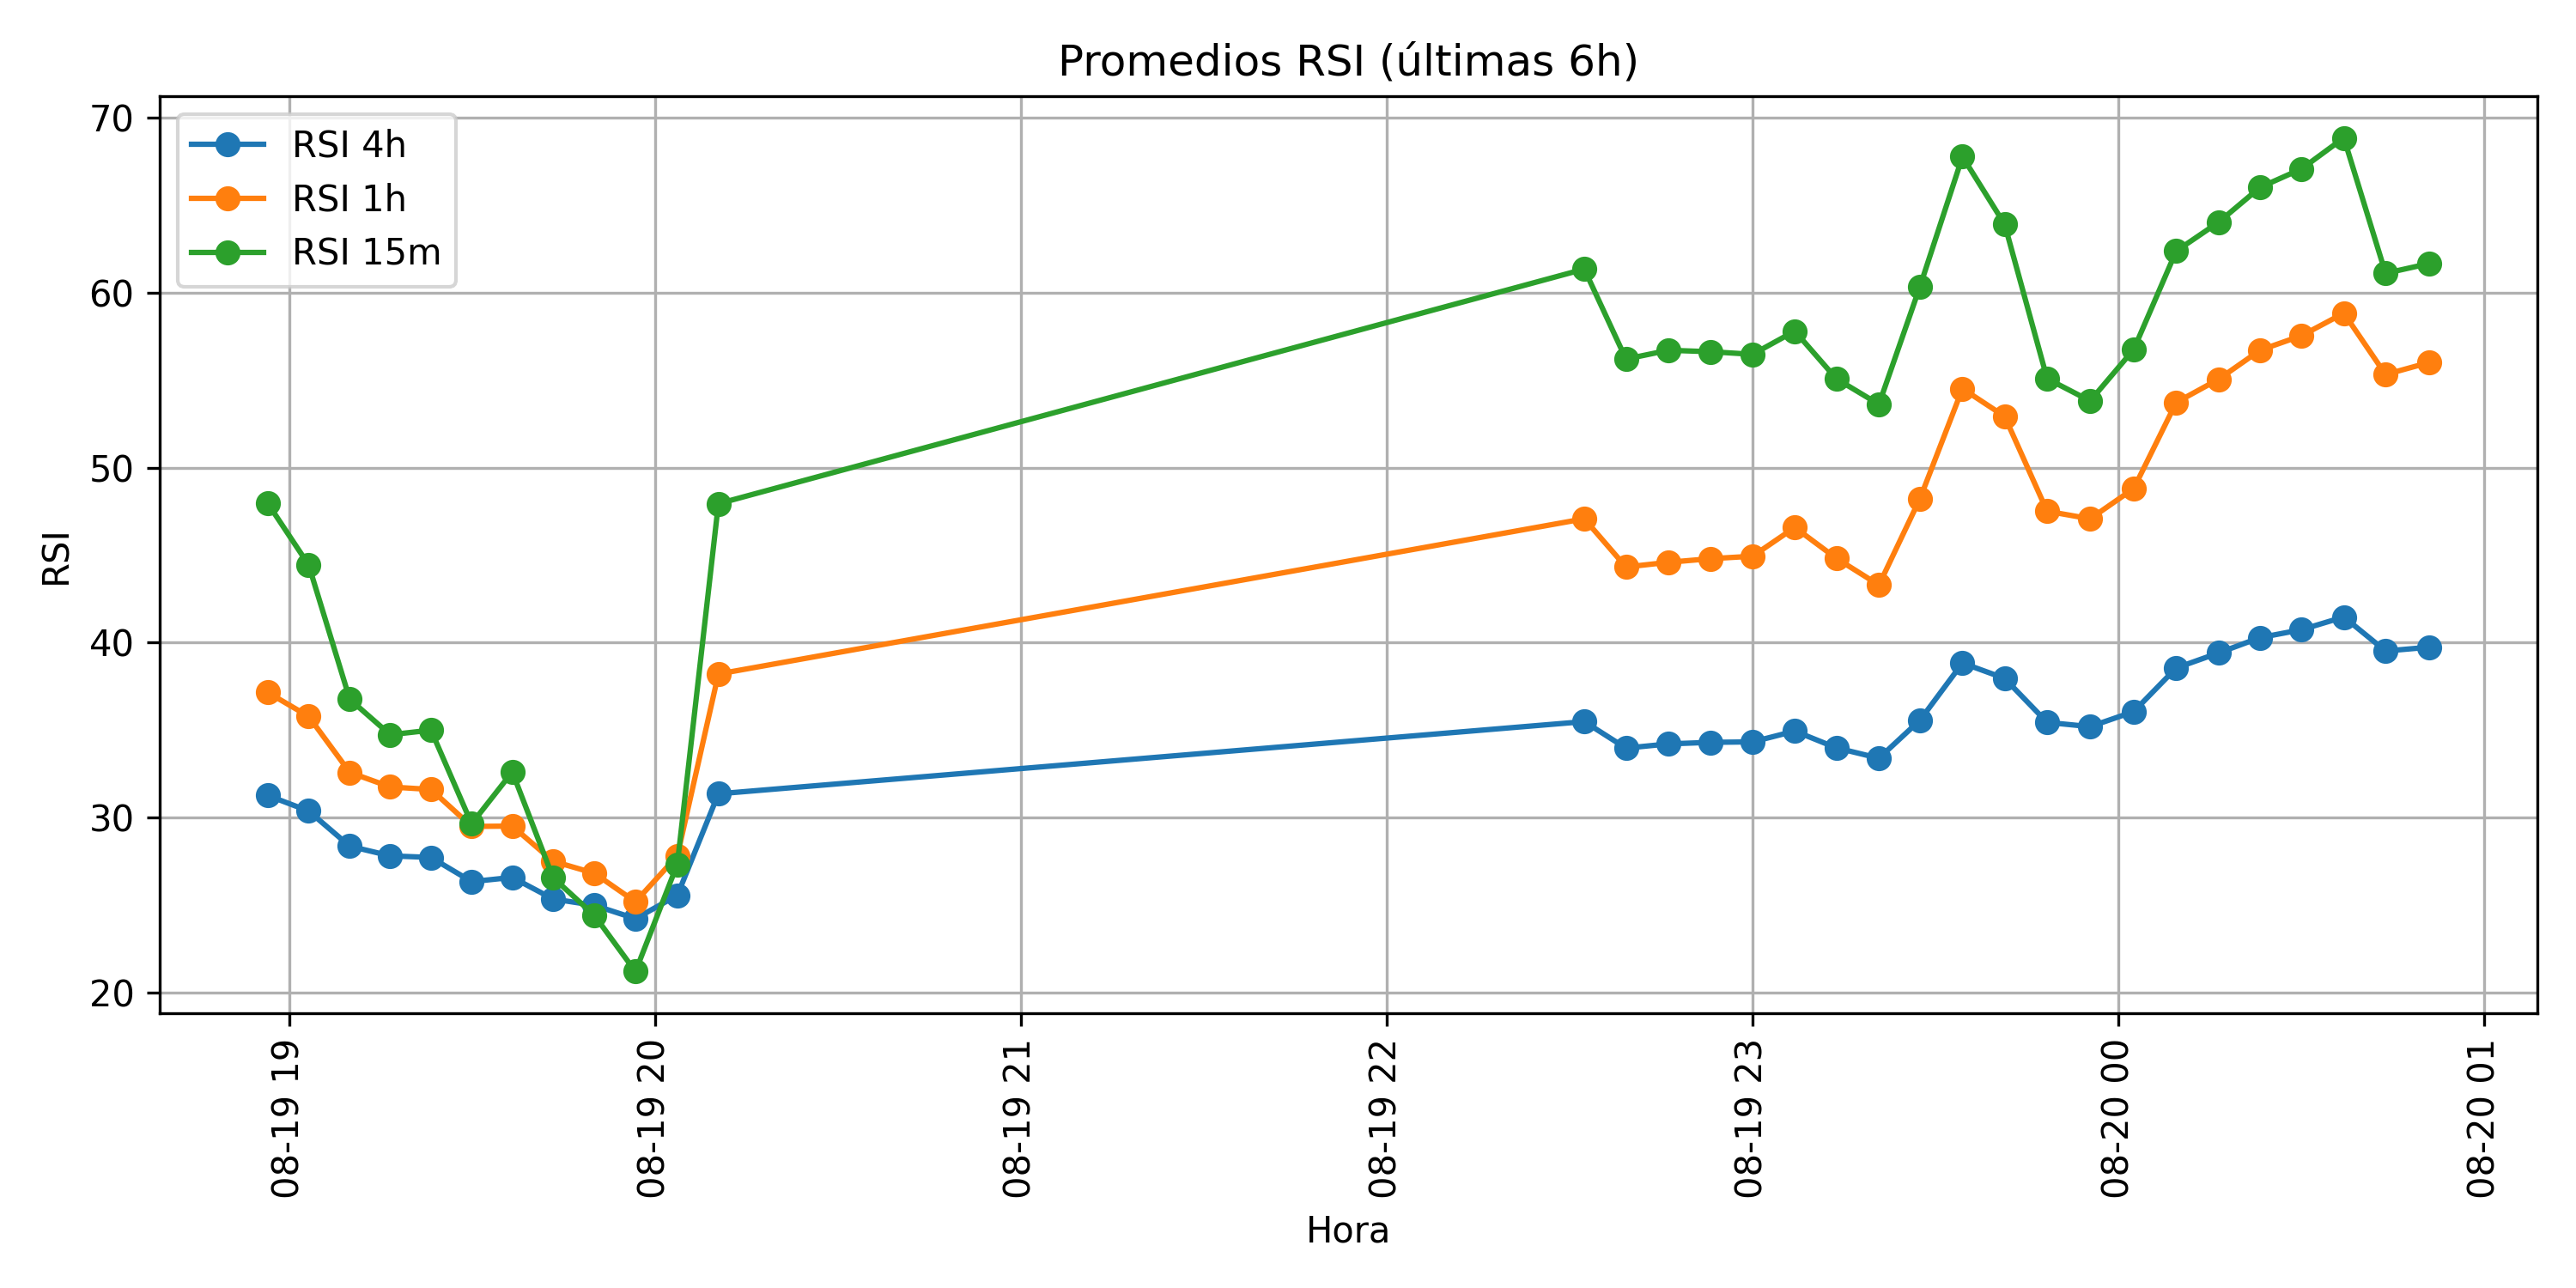 Promedios RSI (últimas 6h)
RSI 4h
RSI 1h
RSI 15m
70
60
50
40
30
20
RSI
08-19 19
08-19 20
08-19 21
08-19 22
08-19 23
08-20 00
08-20 01
Hora